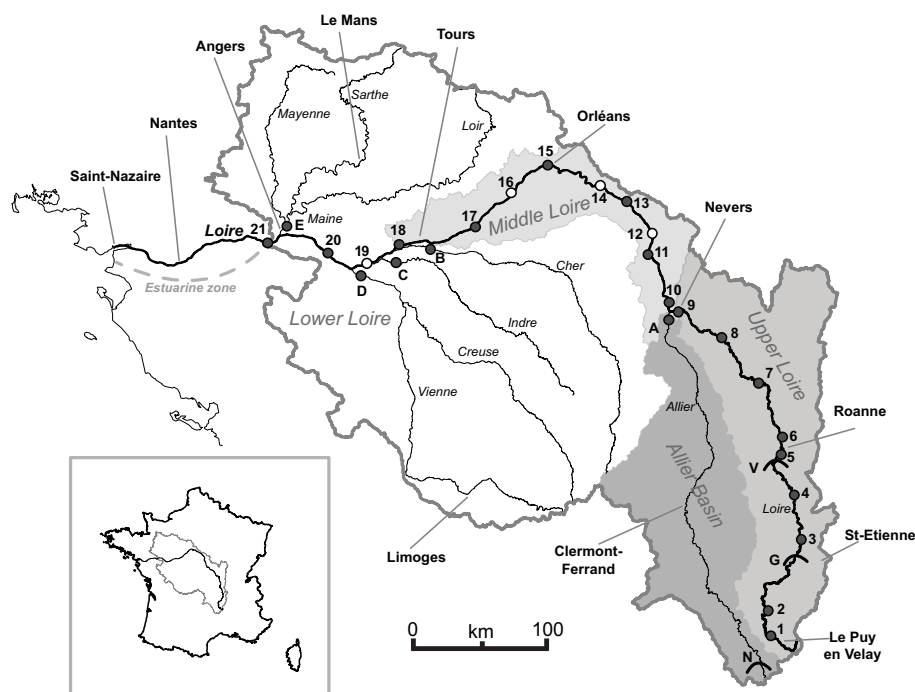 Le Mans
Angers
Tours
Sarthe
Mayenne
Loir
Orléans
Nantes
15
16
14
13
Saint-Nazaire
Middle Loire
Nevers
Loire
21
E
Maine
17
12
18
20
19
B
11
C
D
Cher
Estuarine zone
10
9
A
Lower Loire
8
Upper Loire
Indre
Creuse
7
Vienne
Allier
Roanne
6
5
V
Allier Basin
4
Loire
Limoges
Clermont-
Ferrand
3
St-Etienne
G
2
1
Le Puy
en Velay
N
0
km
100